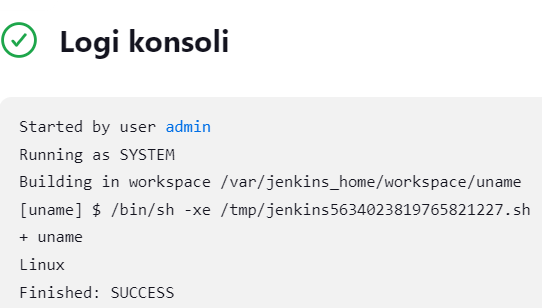 Logi konsoli
Started by user admin
Running as SYSTEM
Building in workspace /var/jenkins_home/workspace/uname
[uname] $ /bin/sh -xe /tmp/jenkins5634023819765821227.sh
+ uname
Linux
Finished: SUCCESS